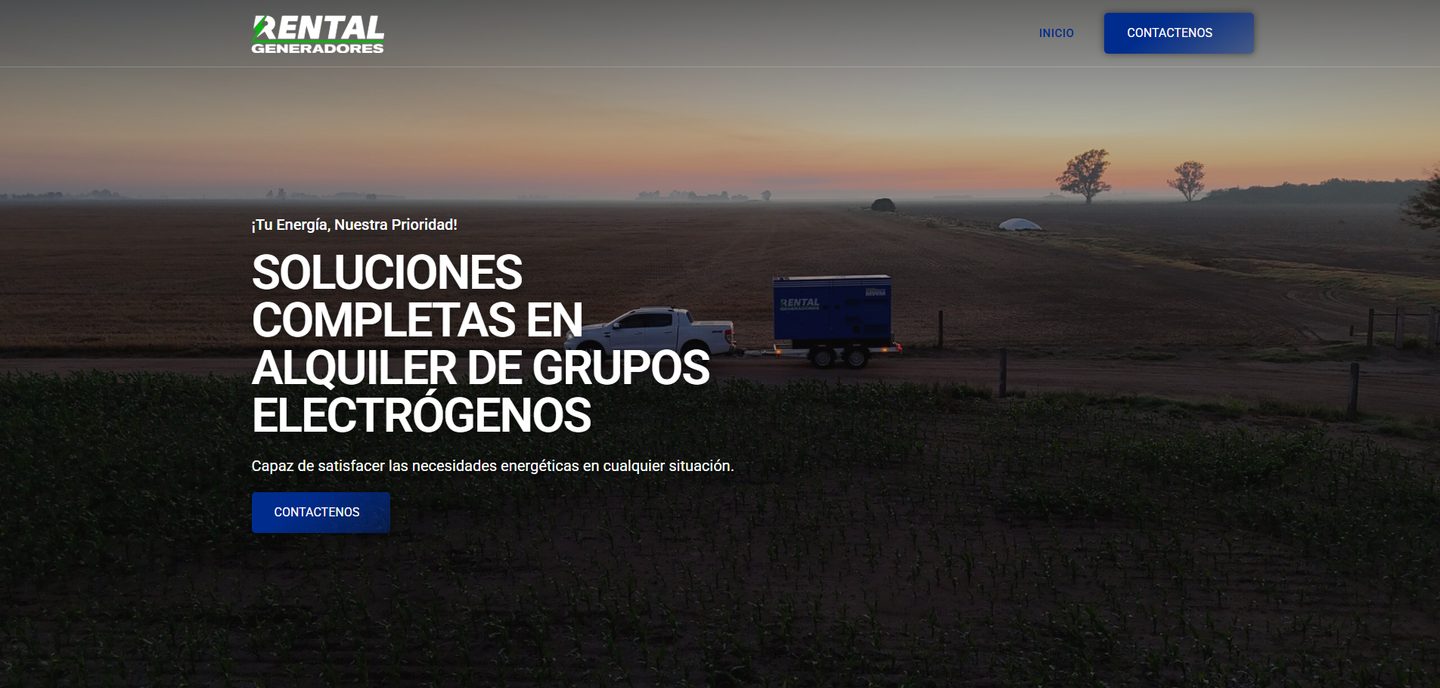 RENTAL
GENERADORES
INICIO
CONTACTENOS
¡Tu Energía, Nuestra Prioridad!
SOLUCIONES
COMPLETAS EN
ALQUILER DE GRUPOS
ELECTRÓGENOS
RENTAL
GENERADORES
Capaz de satisfacer las necesidades energéticas en cualquier situación.
CONTACTENOS